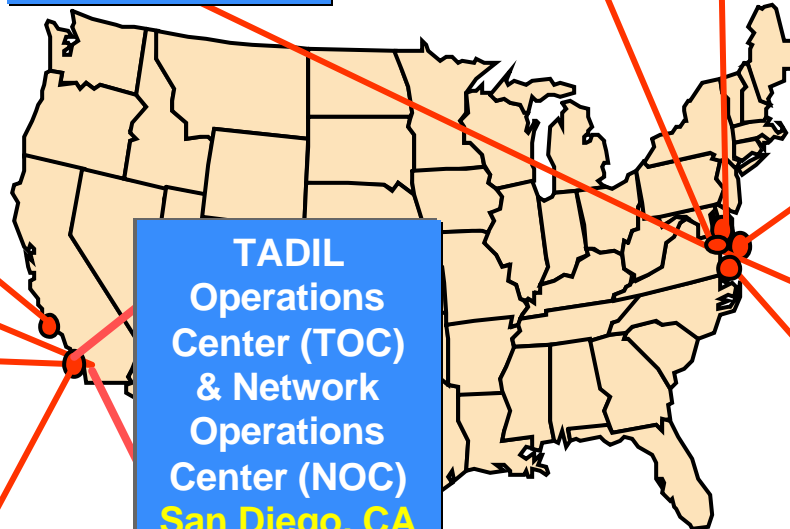 TADIL
Operations
Center (TOC)
& Network
Operations
Center (NOC)
San Diego, CA